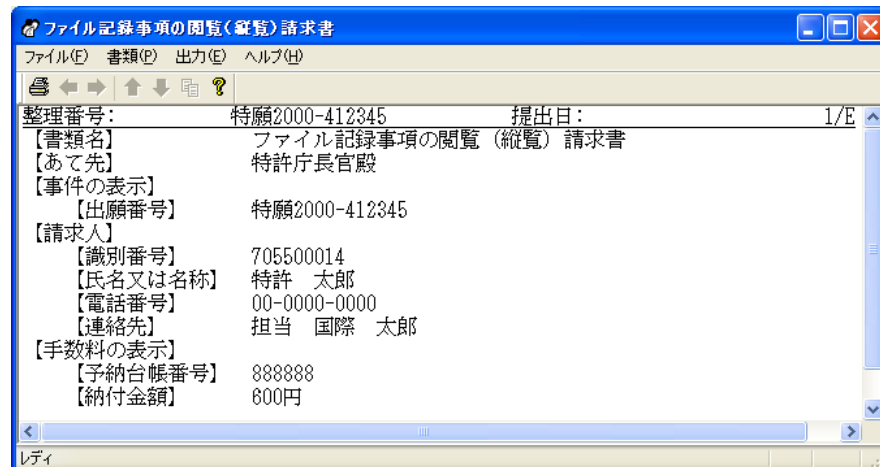 ファイル記録事項の閲覧(縦覧)請求書
ファイル(F) 書類(P) 出力(E) ヘルプ(H)
整理番号: 特願2000-412345 提出日: 1/E
【書類名】 ファイル記録事項の閲覧（縦覧）請求書
【あて先】 特許庁長官殿
【事件の表示】
【出願番号】 特願2000-412345
【請求人】
【識別番号】 705500014
【氏名又は名称】 特許 太郎
【電話番号】 00-0000-0000
【連絡先】 担当 国際 太郎
【手数料の表示】
【予納台帳番号】 888888
【納付金額】 600円
レディ